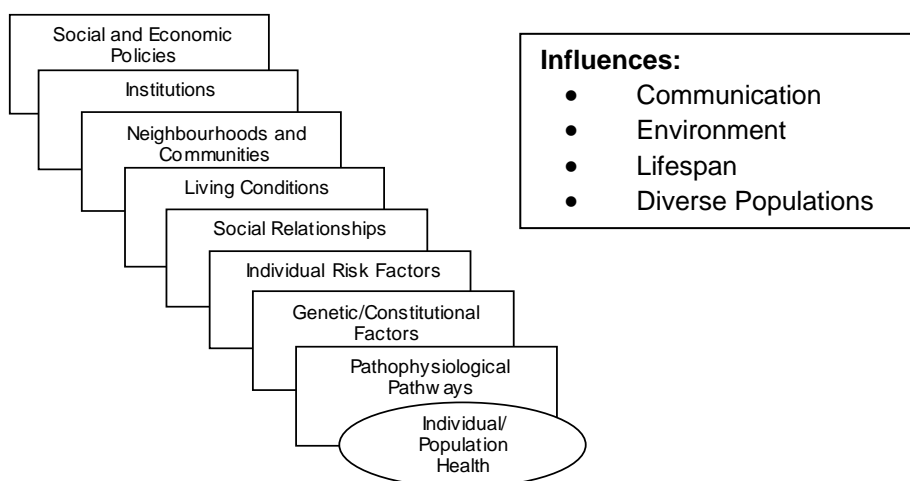 Social and Economic
Policies
Institutions
Neighbourhoods and
Communities
Living Conditions
Social Relationships
Individual Risk Factors
Genetic/Constitutional
Factors
Pathophysiological
Pathways
Individual/
Population
Health
Influences:
• Communication
• Environment
• Lifespan
• Diverse Populations